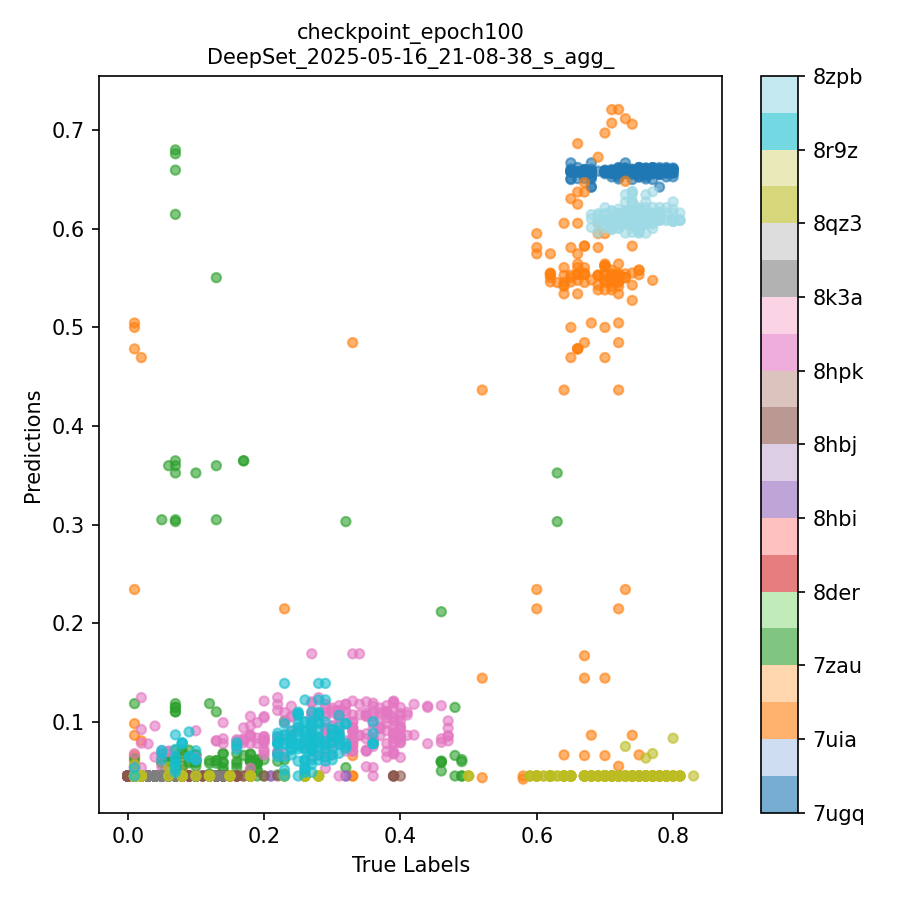 checkpoint_epoch100
DeepSet_2025-05-16_21-08-38_s_agg_
0.7
0.6
0.5
0.4
0.3
0.2
0.1
Predictions
0.0
0.2
0.4
0.6
0.8
True Labels
8zpb
8r9z
8qz3
8k3a
8hpk
8hbj
8hbi
8der
7zau
7uia
7ugq